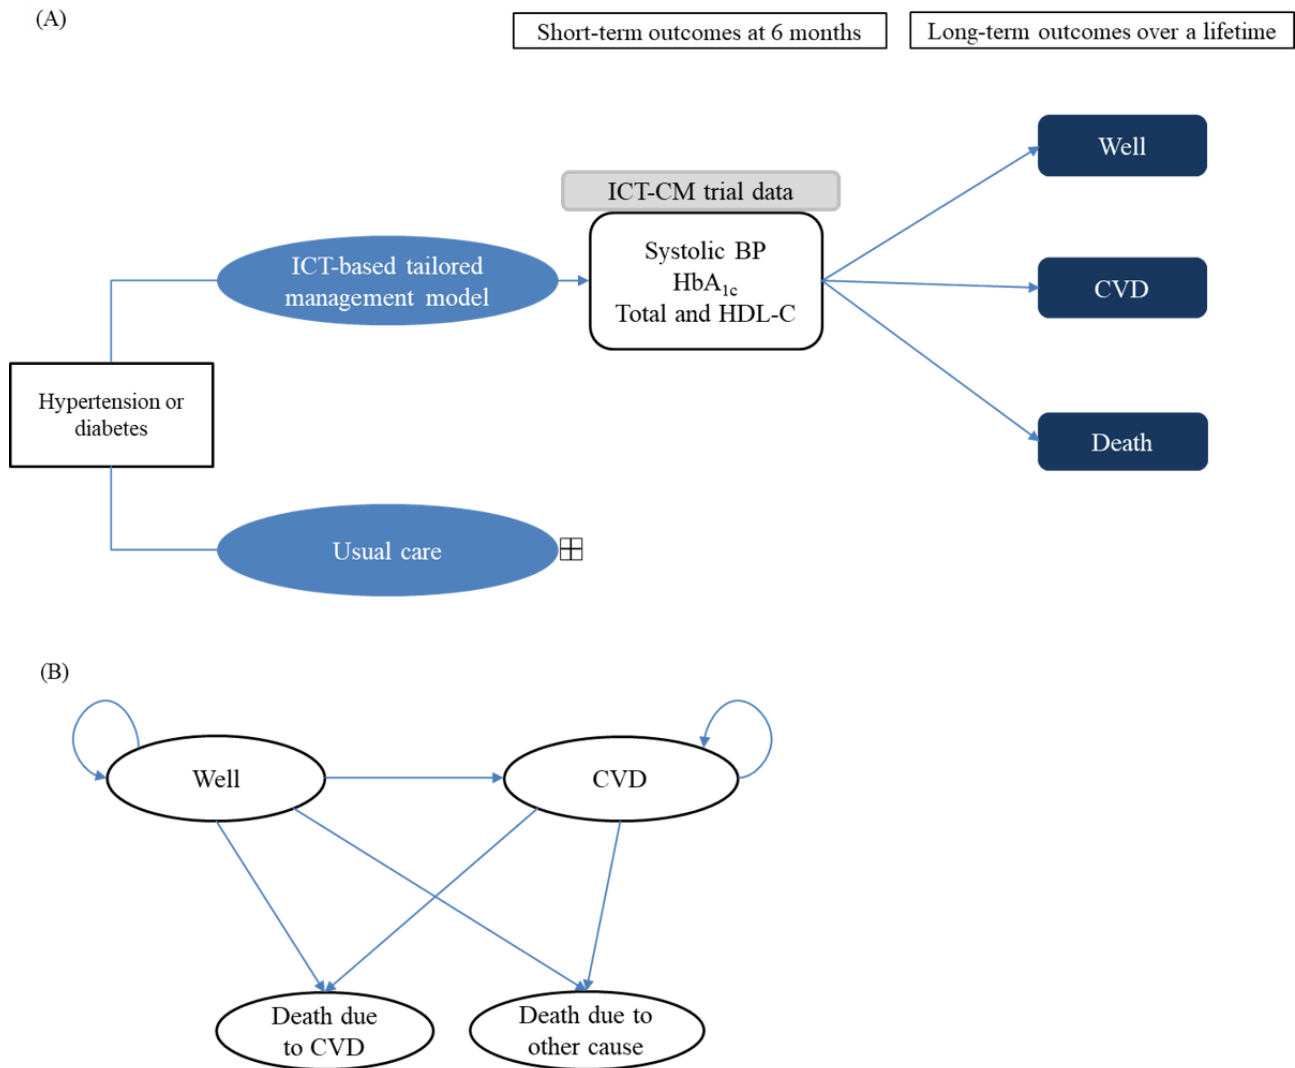 (A)
Short-term outcomes at 6 months
Long-term outcomes over a lifetime
Well
ICT-CM trial data
ICT-based tailored
management model
Systolic BP
HbA1c
Total and HDL-C
CVD
Hypertension or
diabetes
Death
Usual care
(B)
Well
CVD
Death due
to CVD
Death due to
other cause